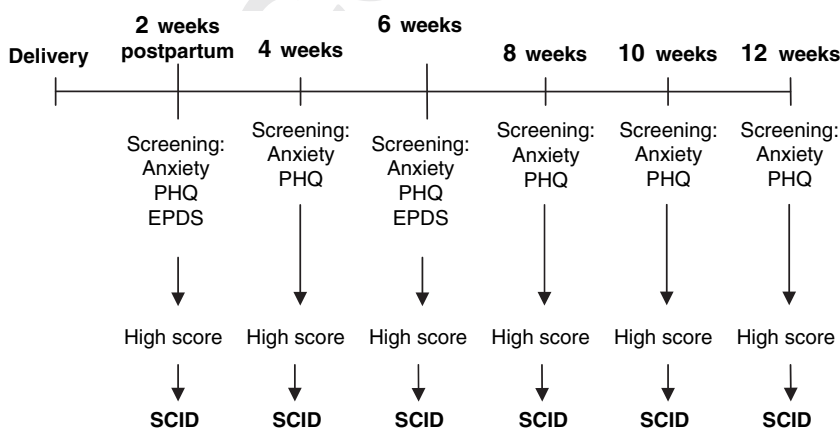 Delivery
2 weeks
postpartum
4 weeks
6 weeks
8 weeks
10 weeks
12 weeks
Screening:
Anxiety
PHQ
EPDS
Screening:
Anxiety
PHQ
Screening:
Anxiety
PHQ
EPDS
Screening:
Anxiety
PHQ
Screening:
Anxiety
PHQ
Screening:
Anxiety
PHQ
High score
High score
High score
High score
High score
High score
SCID
SCID
SCID
SCID
SCID
SCID